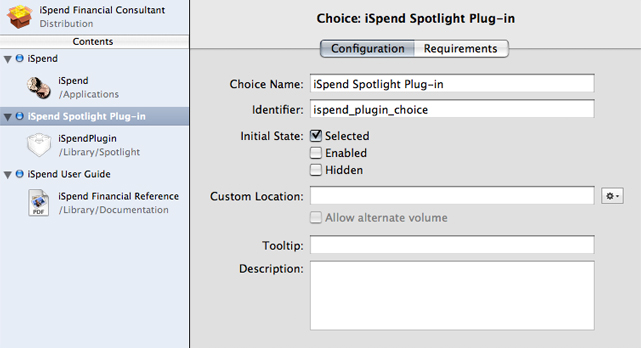 iSpend Financial Consultant
Distribution
Contents
iSpend
iSpend
/Applications
iSpend Spotlight Plug-in
iSpendPlugin
/Library/Spotlight
iSpend User Guide
iSpend Financial Reference
/Library/Documentation
PDF
Choice: iSpend Spotlight Plug-in
Configuration Requirements
Choice Name: iSpend Spotlight Plug-in
Identifier: ispend_plugin_choice
Initial State: Selected
Enabled
Hidden
Custom Location:
Allow alternate volume
Tooltip:
Description: